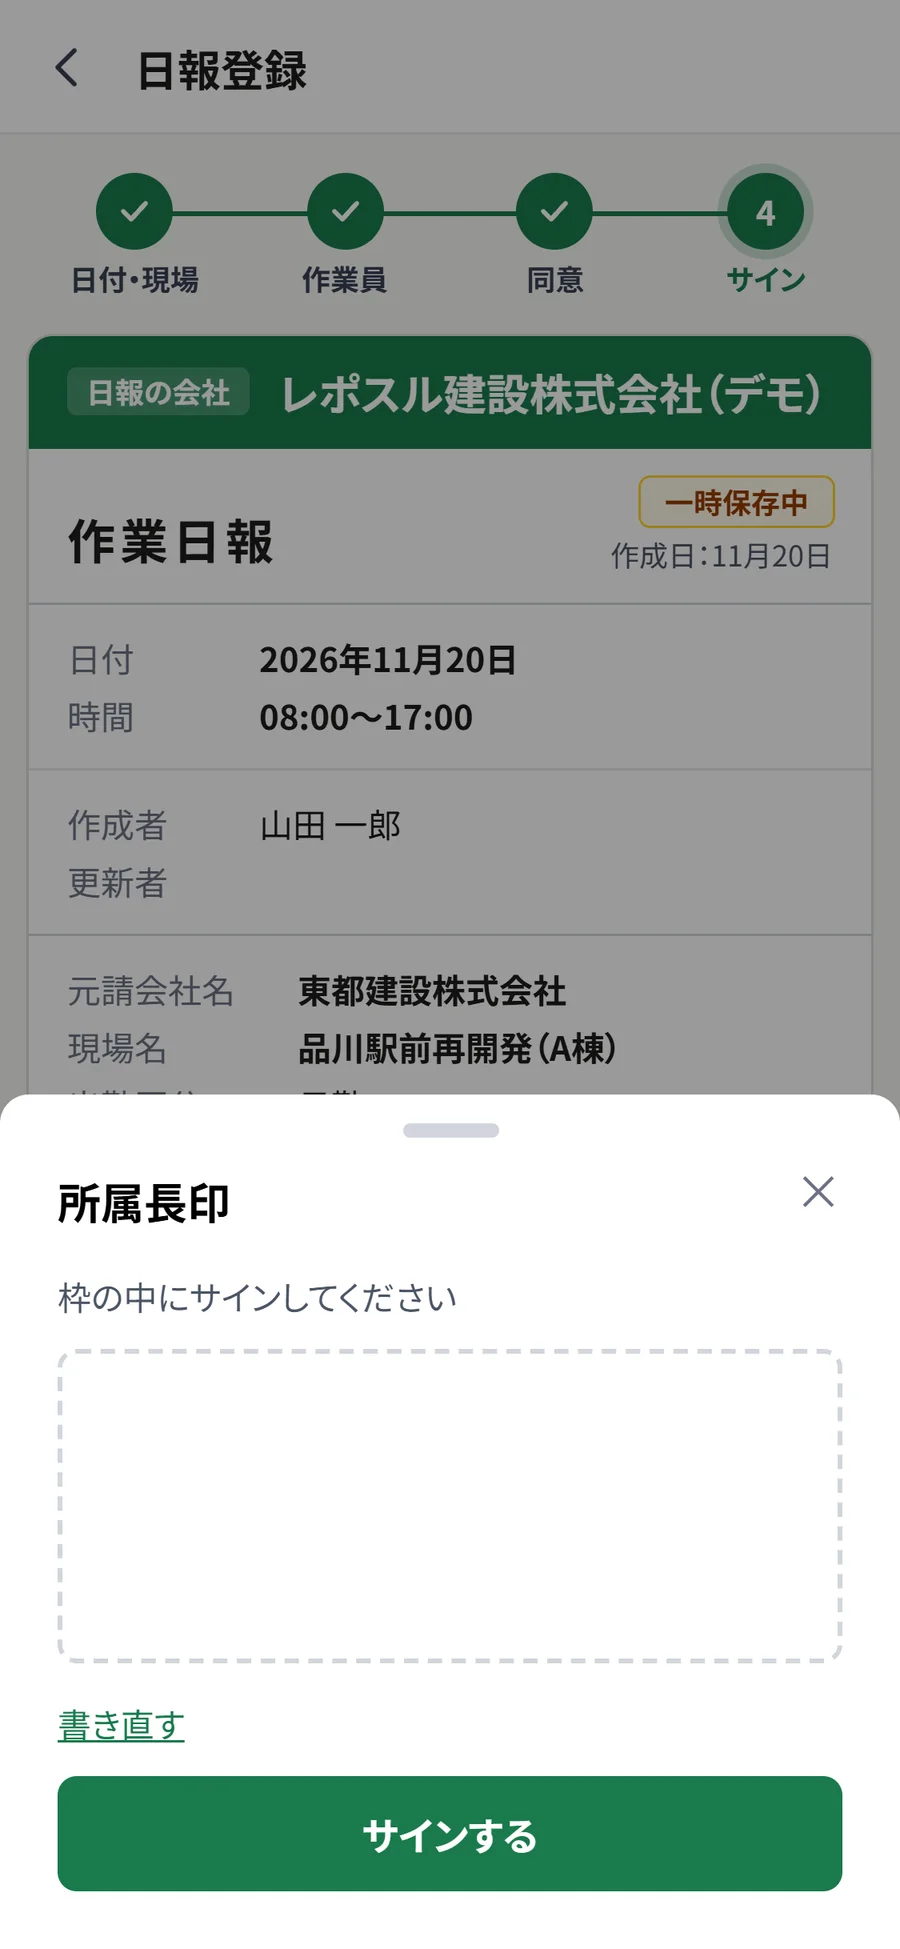 日報登録
4
日付・現場
作業員
同意
サイン
日報の会社
レポスル建設株式会社（デモ）
一時保存中
作業日報
作成日：11月20日
日付 2026年11月20日
時間 08:00〜17:00
作成者 山田 一郎
更新者
元請会社名 東都建設株式会社
現場名 品川駅前再開発（A棟）
所属長印
枠の中にサインしてください
書き直す
サインする